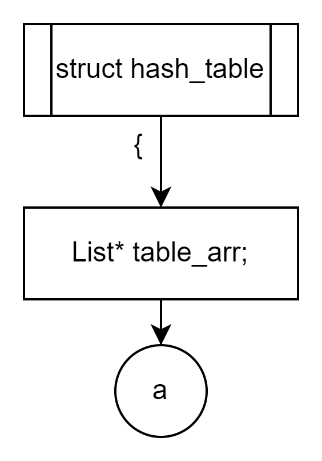 struct hash_table
{
List* table_arr;
a